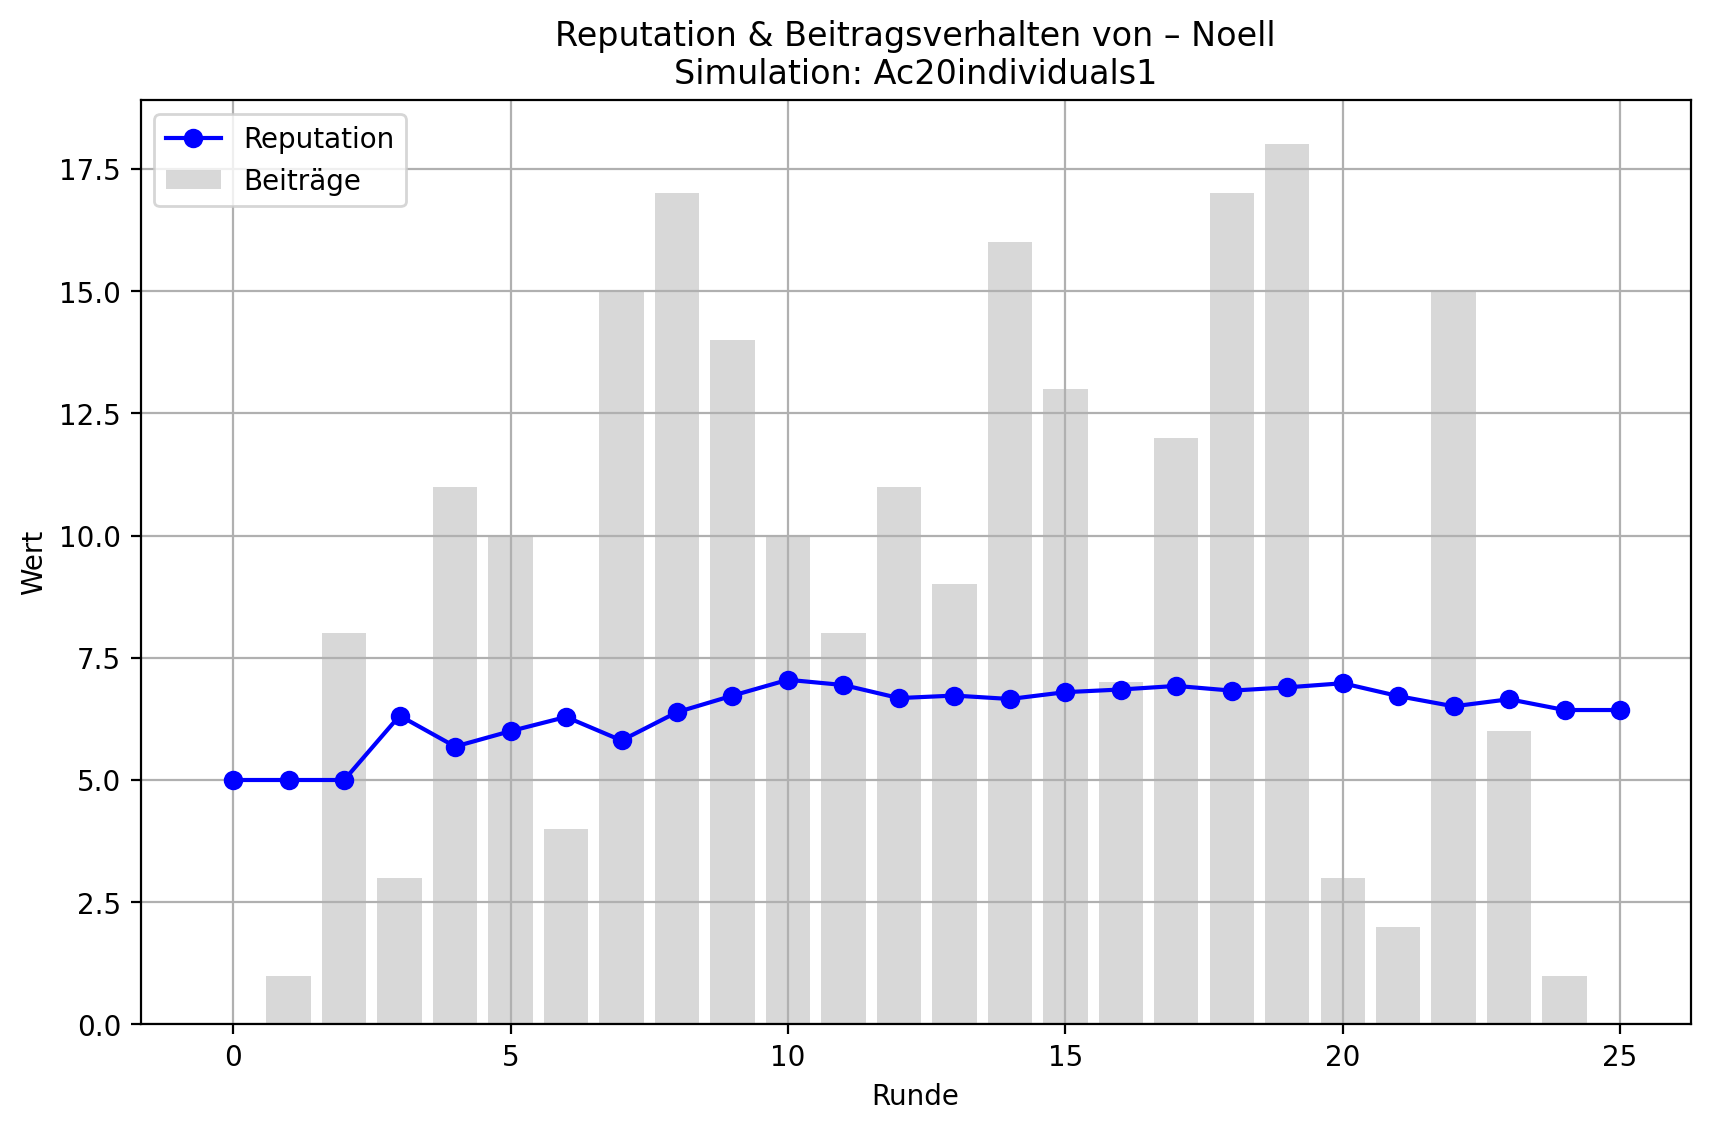 Reputation & Beitragsverhalten von – Noell
Simulation: Ac20individuals1
Reputation
Beiträge
17.5
15.0
12.5
10.0
7.5
5.0
2.5
0.0
Wert
0 5 10 15 20 25
Runde